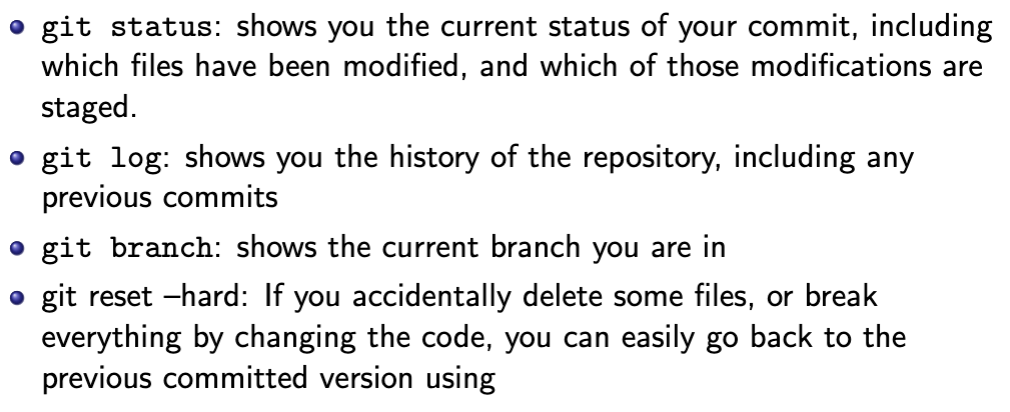 git status: shows you the current status of your commit, including
which files have been modified, and which of those modifications are
staged.
git log: shows you the history of the repository, including any
previous commits
git branch: shows the current branch you are in
git reset –hard: If you accidentally delete some files, or break
everything by changing the code, you can easily go back to the
previous committed version using